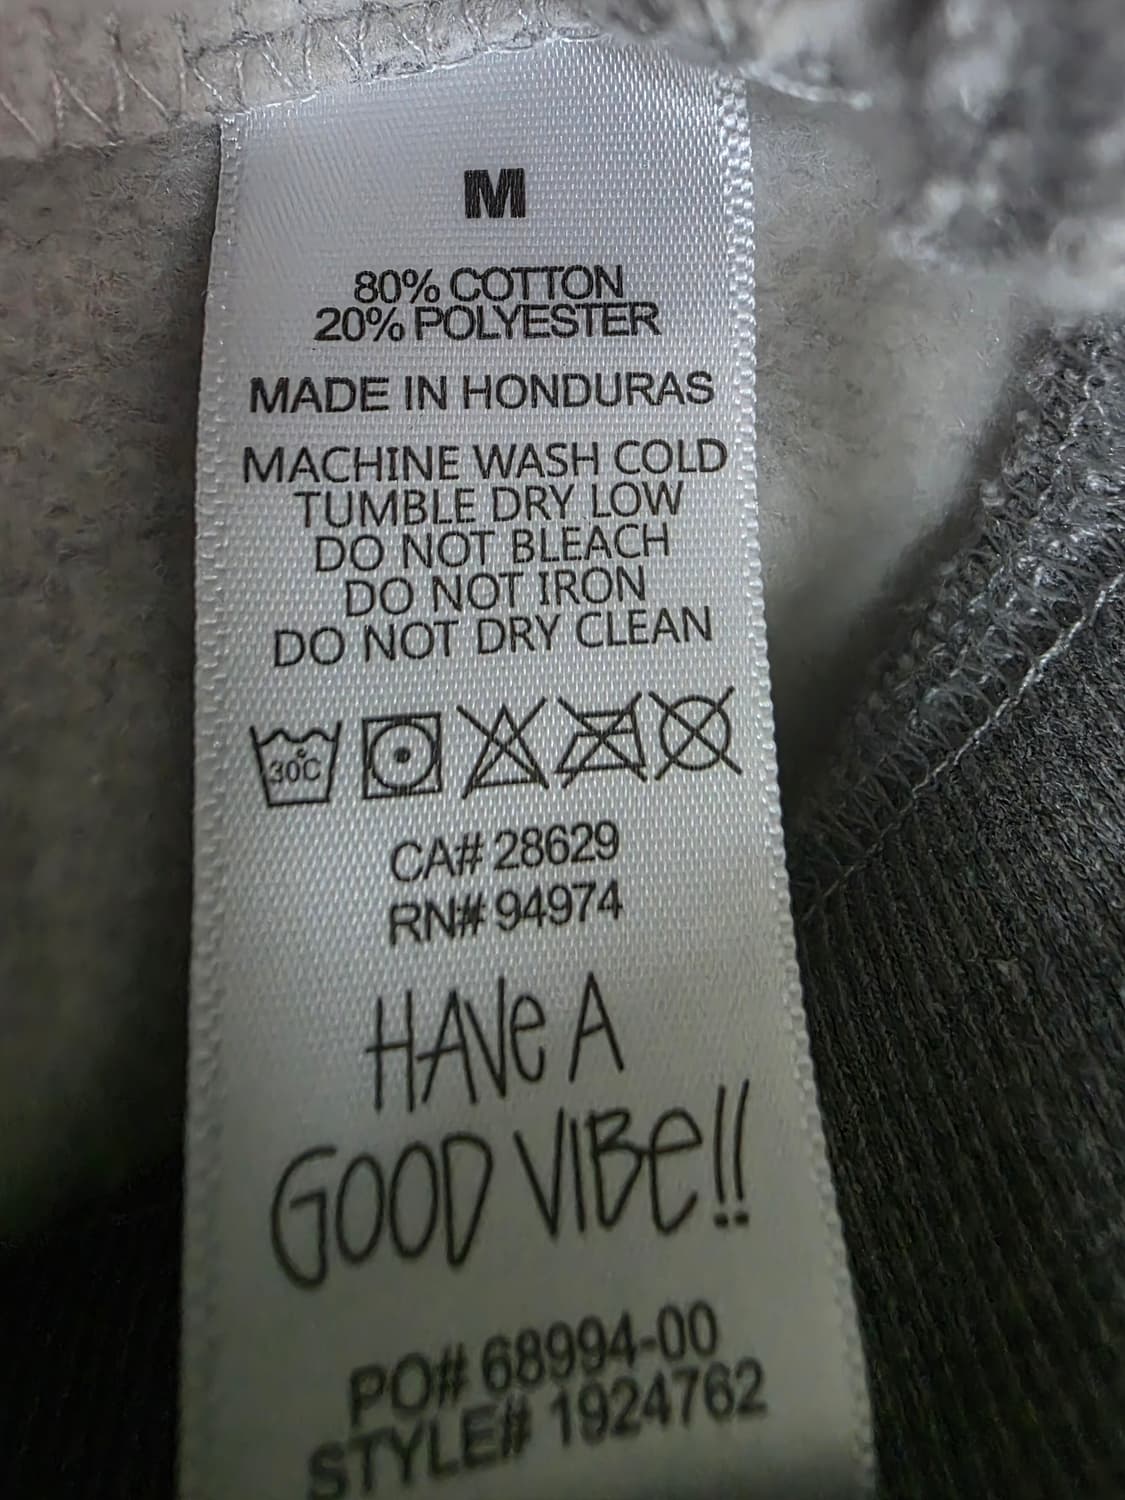 M
80% COTTON
20% POLYESTER
MADE IN HONDURAS
MACHINE WASH COLD
TUMBLE DRY LOW
DO NOT BLEACH
DO NOT IRON
DO NOT DRY CLEAN
30°C
CA# 28629
RN# 94974
HAVe A
GOOD VIBe!!
PO# 68994-00
STYLE# 1924762